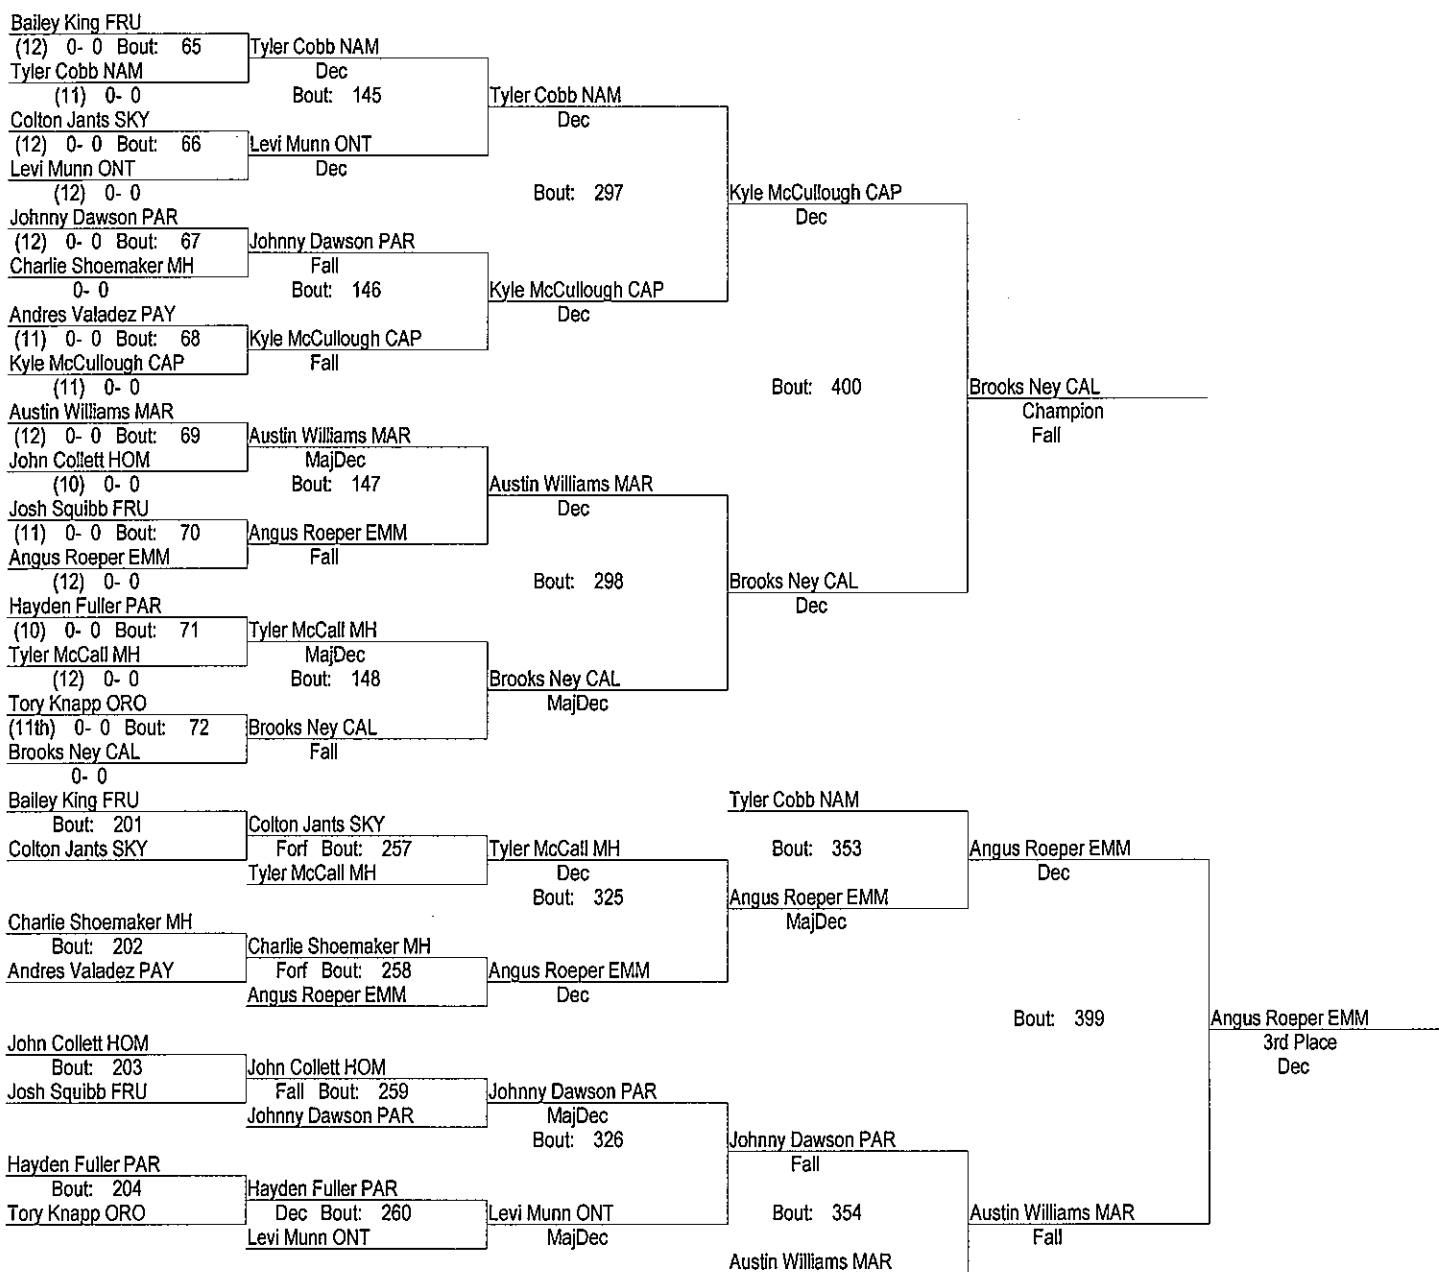 Bailey King FRU
(12) 0- 0 Bout: 65 Tyler Cobb NAM
Tyler Cobb NAM Dec
(11) 0- 0 Bout: 145 Tyler Cobb NAM
Colton Jants SKY Dec
(12) 0- 0 Bout: 66 Levi Munn ONT
Levi Munn ONT Dec
(12) 0- 0 Bout: 297 Kyle McCullough CAP
Johnny Dawson PAR Dec
(12) 0- 0 Bout: 67 Johnny Dawson PAR
Charlie Shoemaker MH Fall
0- 0 Bout: 146 Kyle McCullough CAP
Andres Valadez PAY Dec
(11) 0- 0 Bout: 68 Kyle McCullough CAP
Kyle McCullough CAP Fall
(11) 0- 0 Bout: 400 Brooks Ney CAL
Austin Williams MAR Champion
(12) 0- 0 Bout: 69 Austin Williams MAR Fall
John Collett HOM MajDec
(10) 0- 0 Bout: 147 Austin Williams MAR
Josh Squibb FRU Dec
(11) 0- 0 Bout: 70 Angus Roeper EMM
Angus Roeper EMM Fall
(12) 0- 0 Bout: 298 Brooks Ney CAL
Hayden Fuller PAR Dec
(10) 0- 0 Bout: 71 Tyler McCall MH
Tyler McCall MH MajDec
(12) 0- 0 Bout: 148 Brooks Ney CAL
Tory Knapp ORO MajDec
(11th) 0- 0 Bout: 72 Brooks Ney CAL
Brooks Ney CAL Fall
0- 0
Bailey King FRU Tyler Cobb NAM
Bout: 201 Colton Jants SKY
Colton Jants SKY Forf Bout: 257 Tyler McCall MH Bout: 353 Angus Roeper EMM
Tyler McCall MH Dec Dec
Bout: 325 Angus Roeper EMM
Charlie Shoemaker MH MajDec
Bout: 202 Charlie Shoemaker MH
Andres Valadez PAY Forf Bout: 258 Angus Roeper EMM
Angus Roeper EMM Dec
Bout: 399 Angus Roeper EMM
John Collett HOM 3rd Place
Bout: 203 John Collett HOM Dec
Josh Squibb FRU Fall Bout: 259 Johnny Dawson PAR
Johnny Dawson PAR MajDec
Bout: 326 Johnny Dawson PAR
Hayden Fuller PAR Fall
Bout: 204 Hayden Fuller PAR
Tory Knapp ORO Dec Bout: 260 Levi Munn ONT Bout: 354 Austin Williams MAR
Levi Munn ONT MajDec Fall
Austin Williams MAR